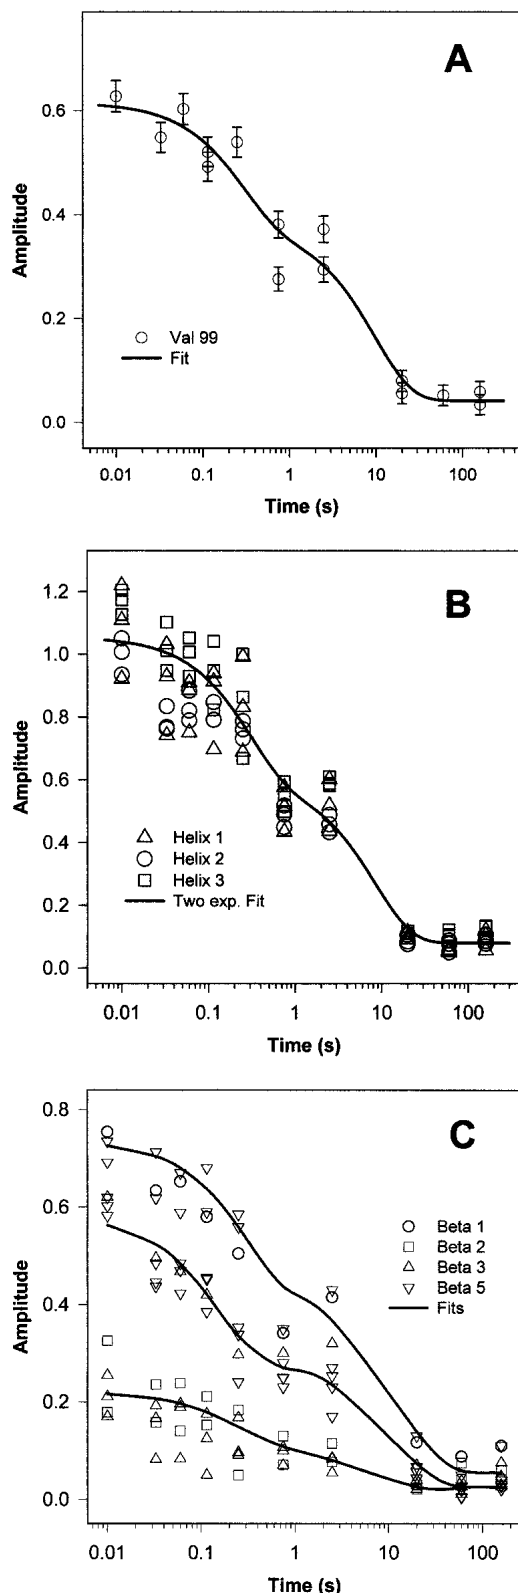 A
0.6
0.4
0.2
0.0
Amplitude
Val 99
Fit
0.01 0.1 1 10 100
Time (s)
B
1.2
1.0
0.8
0.6
0.4
0.2
0.0
Amplitude
Helix 1
Helix 2
Helix 3
Two exp. Fit
0.01 0.1 1 10 100
Time (s)
C
0.8
0.6
0.4
0.2
0.0
Amplitude
Beta 1
Beta 2
Beta 3
Beta 5
Fits
0.01 0.1 1 10 100
Time (s)